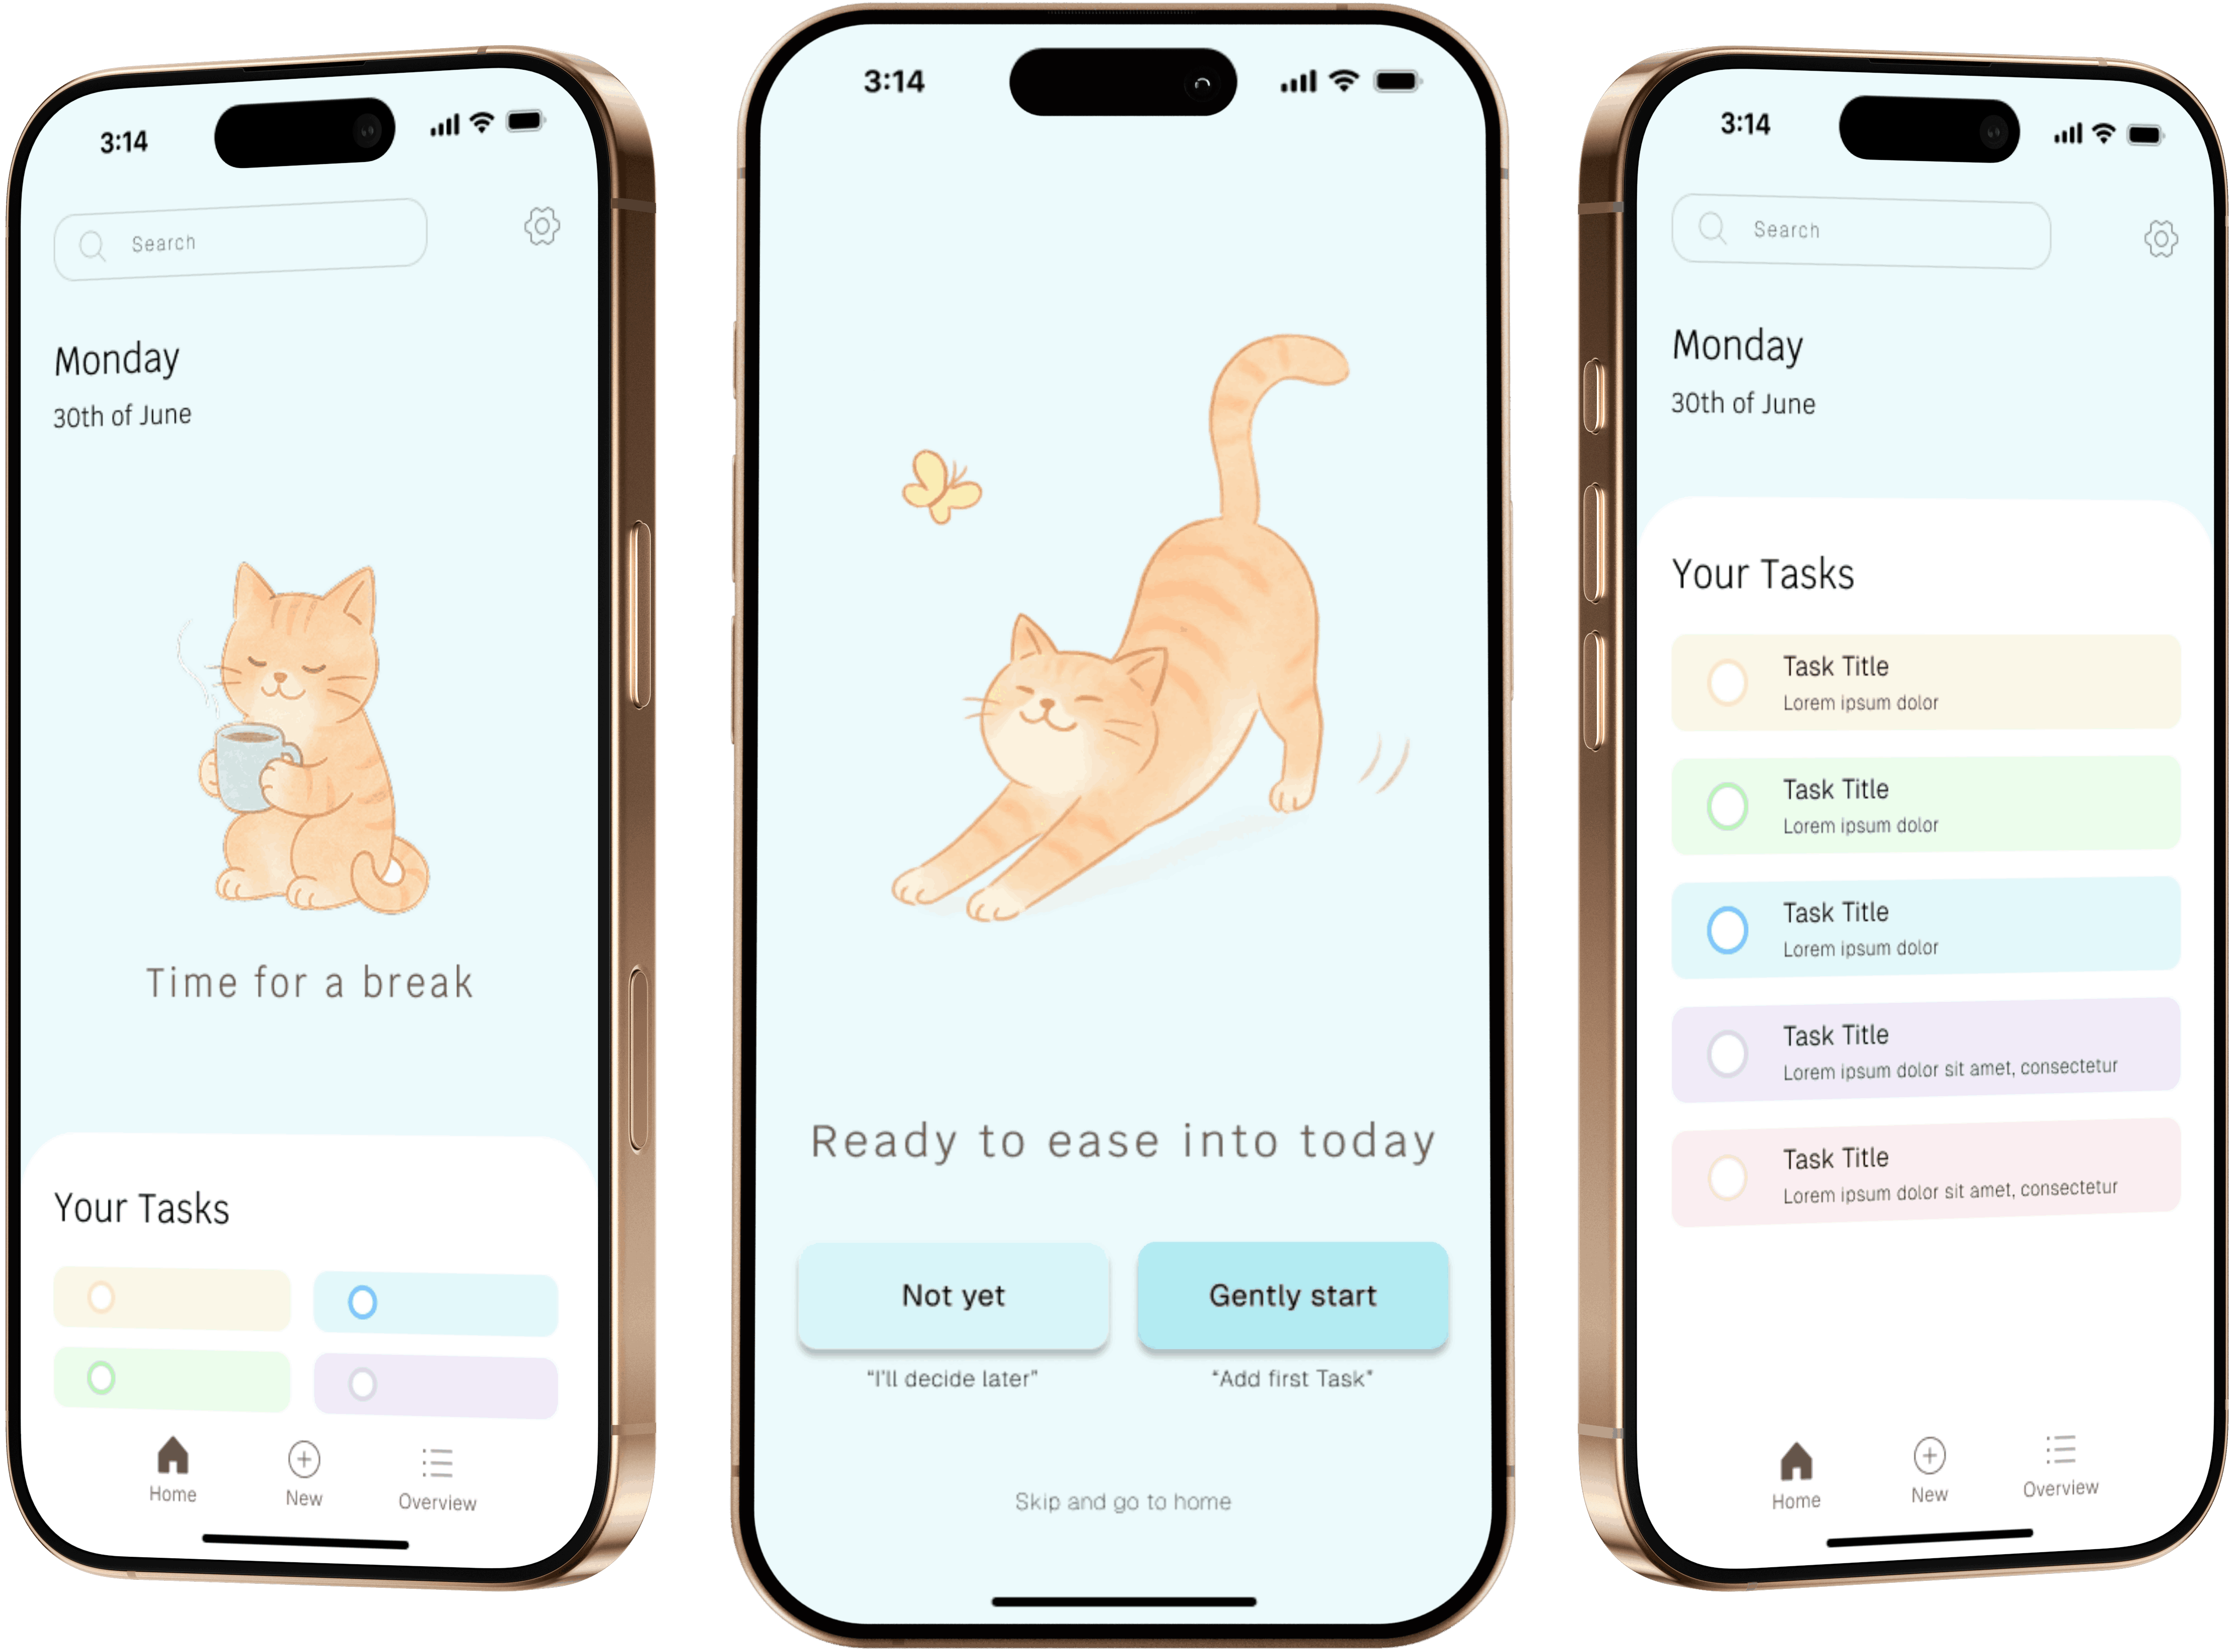 3:14
Search
Monday
30th of June
Time for a break
Your Tasks
Home
New
Overview
3:14
Ready to ease into today
Not yet
Gently start
“I'll decide later”
“Add first Task”
Skip and go to home
3:14
Search
Monday
30th of June
Your Tasks
Task Title
Lorem ipsum dolor
Task Title
Lorem ipsum dolor
Task Title
Lorem ipsum dolor
Task Title
Lorem ipsum dolor sit amet, consectetur
Task Title
Lorem ipsum dolor sit amet, consectetur
Home
New
Overview